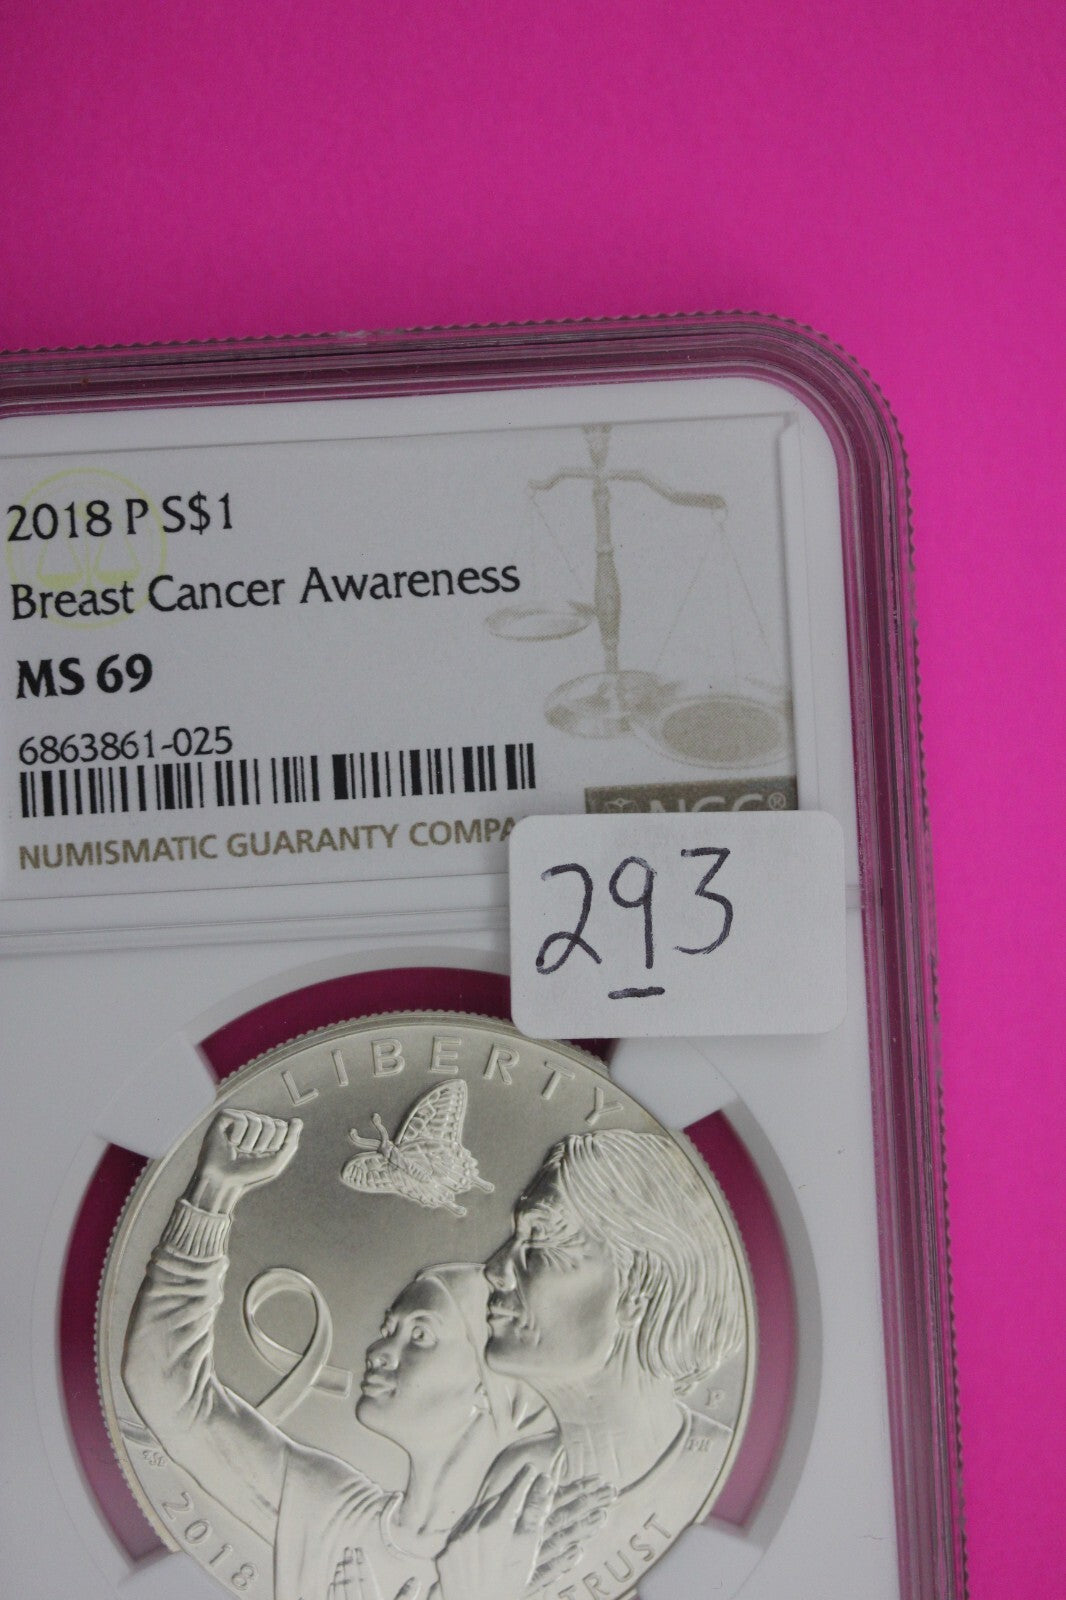 2018 P S$1
Breast Cancer Awareness
MS 69
6863861-025
NGC®
NUMISMATIC GUARANTY COMPA
293
LIBERTY
P
2018
TRUST